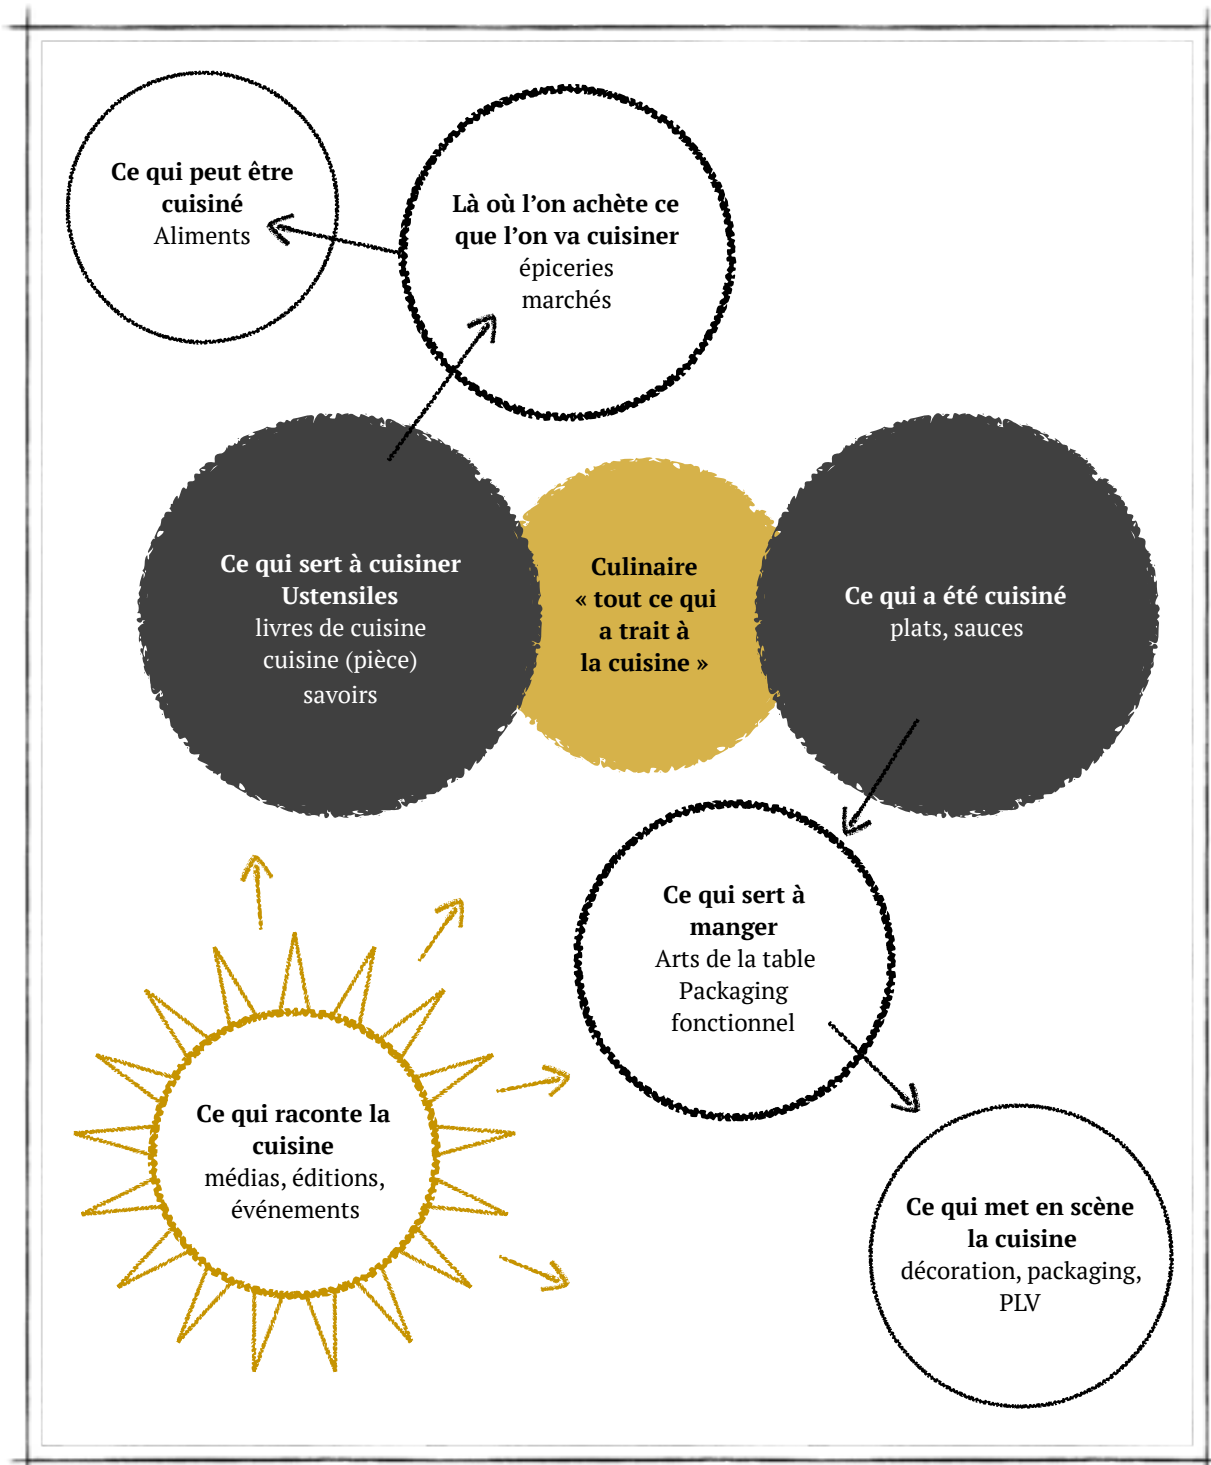 Ce qui peut être
cuisiné
Aliments
Là où l’on achète ce
que l’on va cuisiner
épiceries
marchés
Ce qui sert à cuisiner
Ustensiles
livres de cuisine
cuisine (pièce)
savoirs
Culinaire
« tout ce qui
a trait à
la cuisine »
Ce qui a été cuisiné
plats, sauces
Ce qui sert à
manger
Arts de la table
Packaging
fonctionnel
Ce qui raconte la
cuisine
médias, éditions,
événements
Ce qui met en scène
la cuisine
décoration, packaging,
PLV